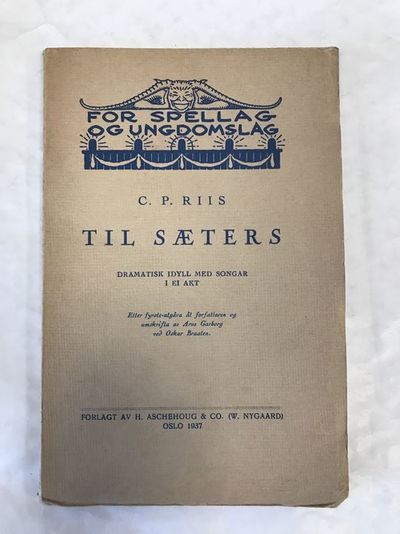 FOR SPELLAG
OG UNGDOMSLAG
C. P. RIIS
TIL SÆTERS
DRAMATISK IDYLL MED SONGAR
I EI AKT
Etter fyrste-utgåva åt forfattaren og
umskrifta av Arne Garborg
ved Oskar Braaten.
FORLAGT AV H. ASCHEHOUG & CO. (W. NYGAARD)
OSLO 1937